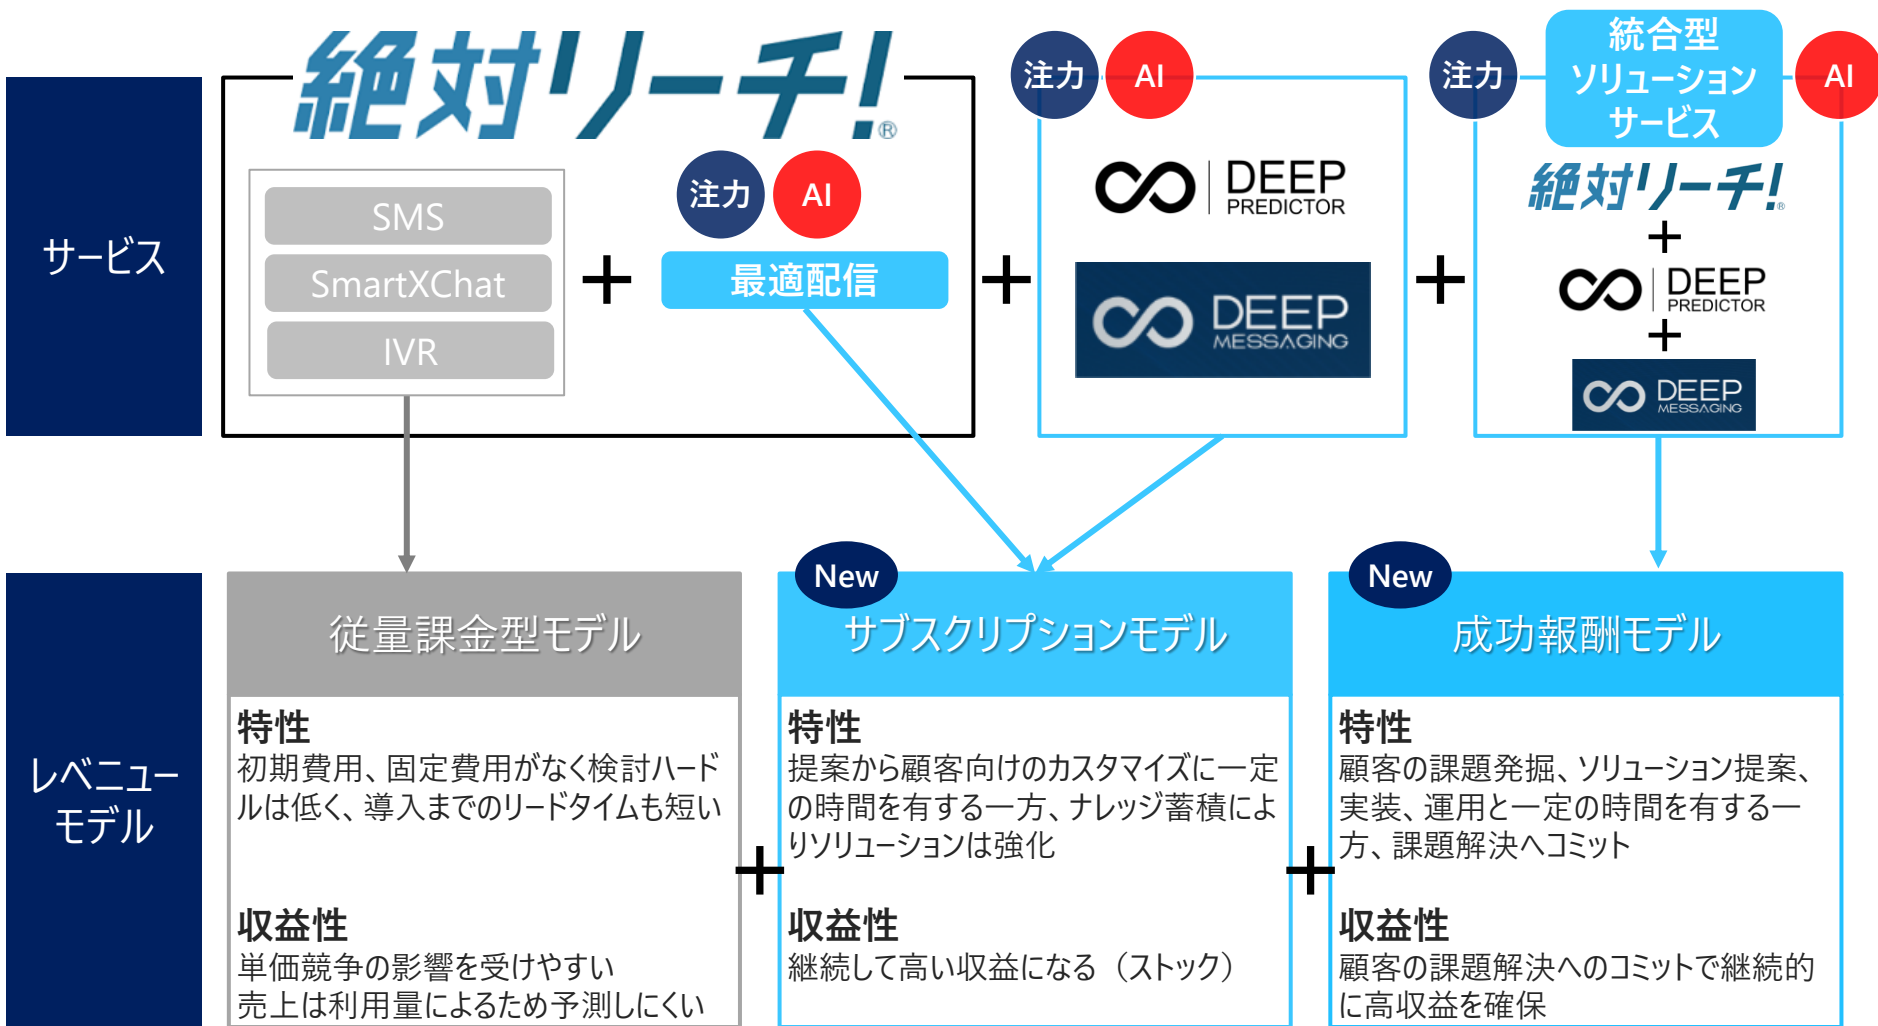 サービス
絶対リーチ!®
SMS
SmartXChat
IVR
+
注力
AI
最適配信
+
注力
AI
DEEP
PREDICTOR
DEEP
MESSAGING
+
注力
統合型
ソリューション
サービス
AI
絶対リーチ!®
+
DEEP
PREDICTOR
+
DEEP
MESSAGING
レベニュー
モデル
従量課金型モデル
特性
初期費用、固定費用がなく検討ハード
ルは低く、導入までのリードタイムも短い
収益性
単価競争の影響を受けやすい
売上は利用量によるため予測しにくい
+
New
サブスクリプションモデル
特性
提案から顧客向けのカスタマイズに一定
の時間を有する一方、ナレッジ蓄積によ
りソリューションは強化
収益性
継続して高い収益になる（ストック）
+
New
成功報酬モデル
特性
顧客の課題発掘、ソリューション提案、
実装、運用と一定の時間を有する一
方、課題解決へコミット
収益性
顧客の課題解決へのコミットで継続的
に高収益を確保